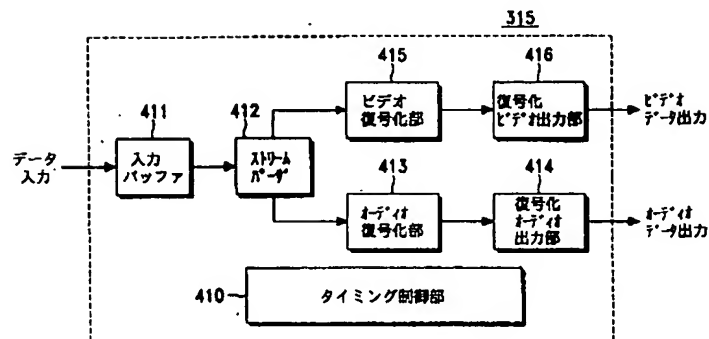 315
415
ビデオ
復号化部
416
復号化
ビデオ出力部
ビデオ
データ出力
411
入力
バッファ
412
ストリーム
パーダ
データ
入力
413
オーディオ
復号化部
414
復号化
オーディオ
出力部
オーディオ
データ出力
410
タイミング制御部